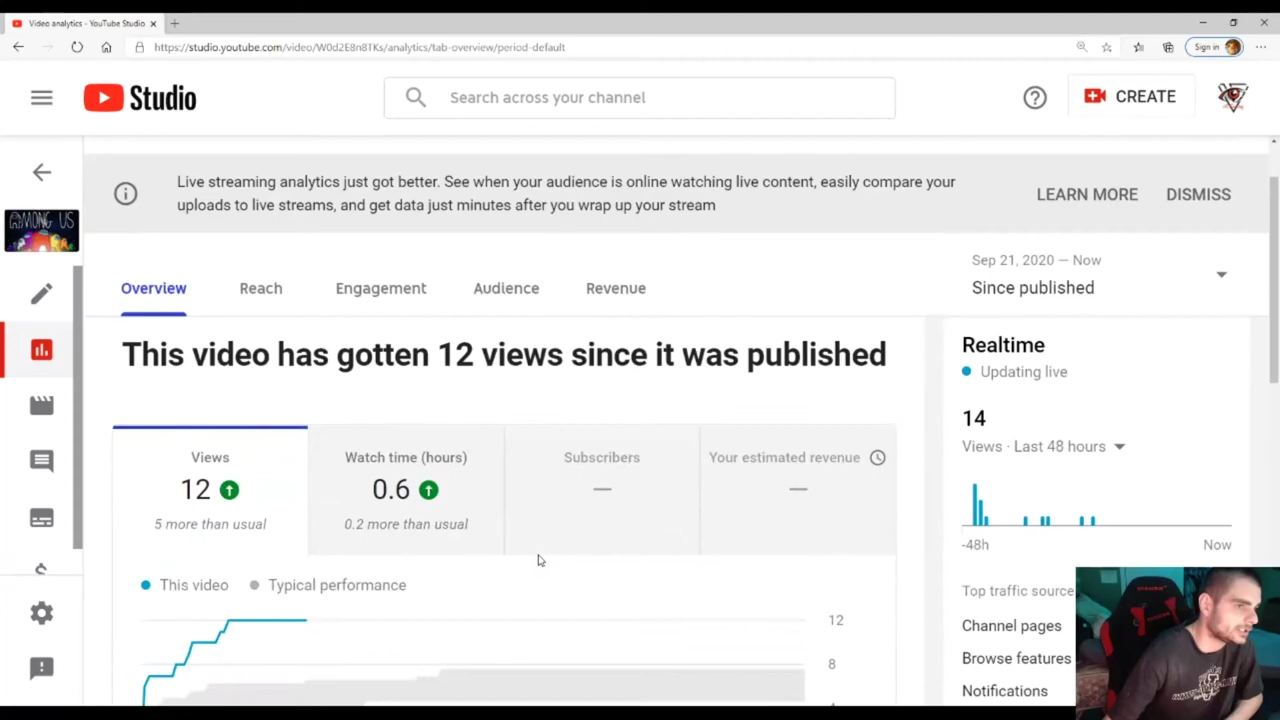 Video analytics - YouTube Studio
https://studio.youtube.com/video/W0d2E8n8TKs/analytics/tab-overview/period-default
Sign in
Studio
Search across your channel
CREATE
AMONG US
Live streaming analytics just got better. See when your audience is online watching live content, easily compare your
uploads to live streams, and get data just minutes after you wrap up your stream
LEARN MORE
DISMISS
Overview
Reach
Engagement
Audience
Revenue
Sep 21, 2020 – Now
Since published
This video has gotten 12 views since it was published
Views
12
5 more than usual
Watch time (hours)
0.6
0.2 more than usual
Subscribers
—
Your estimated revenue
—
This video
Typical performance
12
8
Realtime
Updating live
14
Views · Last 48 hours
-48h
Now
Top traffic source
Channel pages
Browse features
Notifications